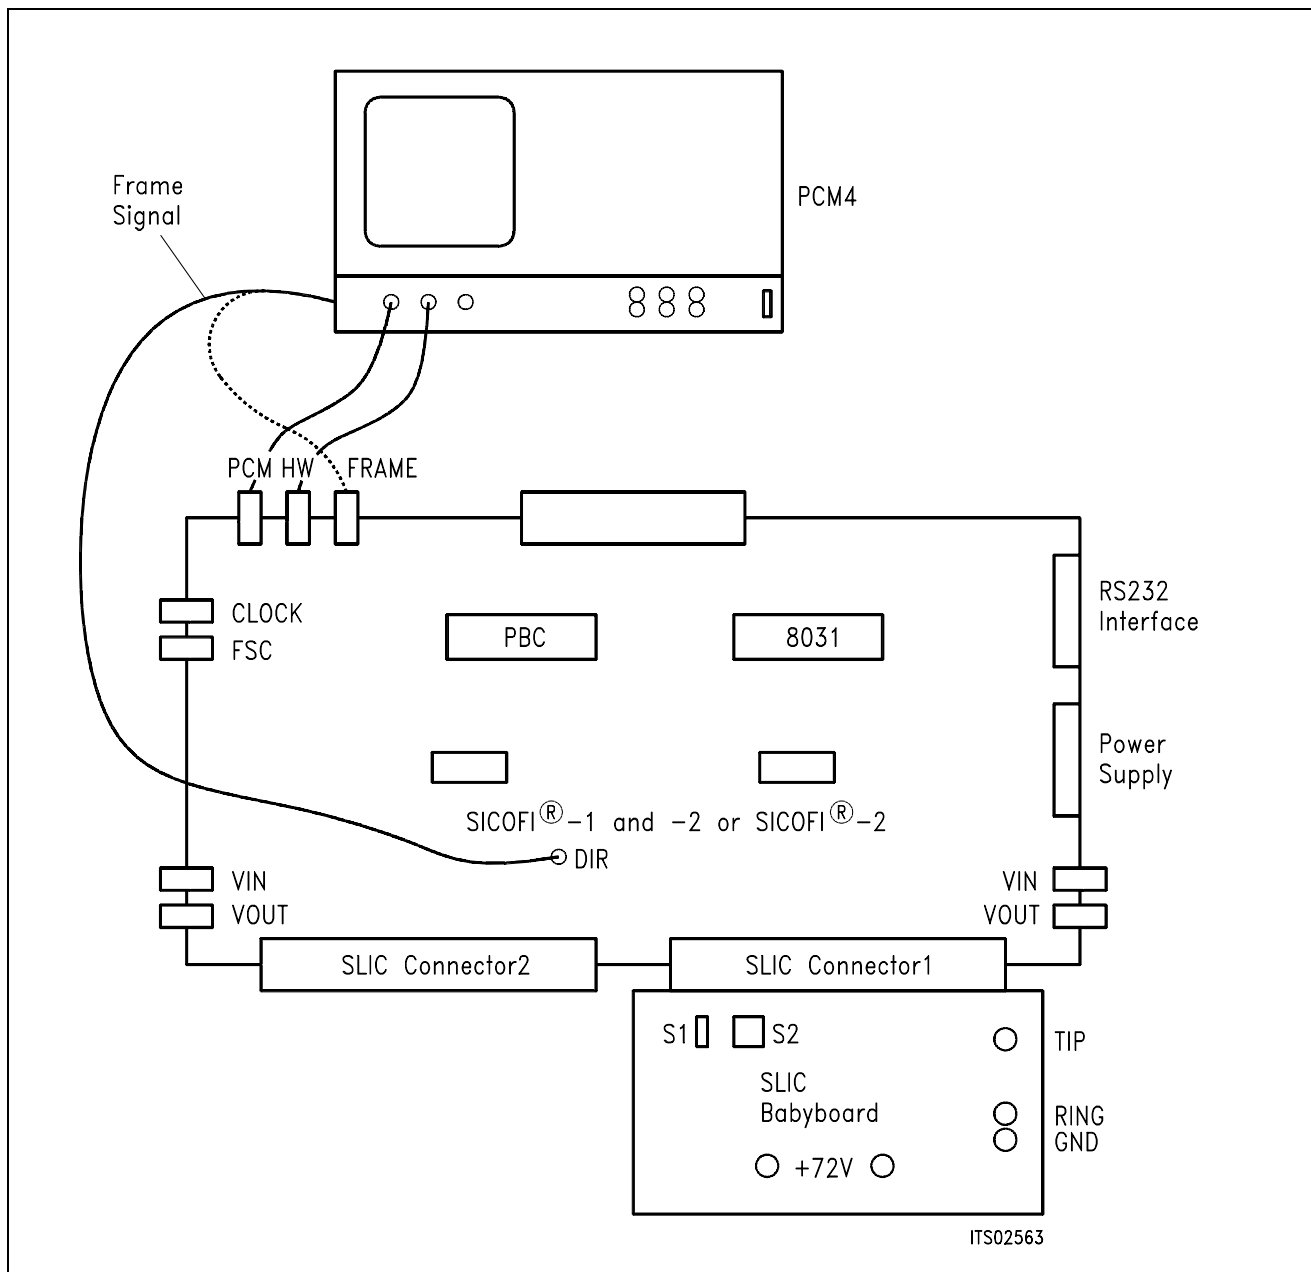 Frame
Signal
PCM4
PCM HW FRAME
CLOCK
FSC
PBC
8031
RS232
Interface
Power
Supply
SICOFI®-1 and -2 or SICOFI®-2
DIR
VIN
VOUT
VIN
VOUT
SLIC Connector2
SLIC Connector1
S1
S2
TIP
SLIC
Babyboard
RING
GND
+72V
ITS02563